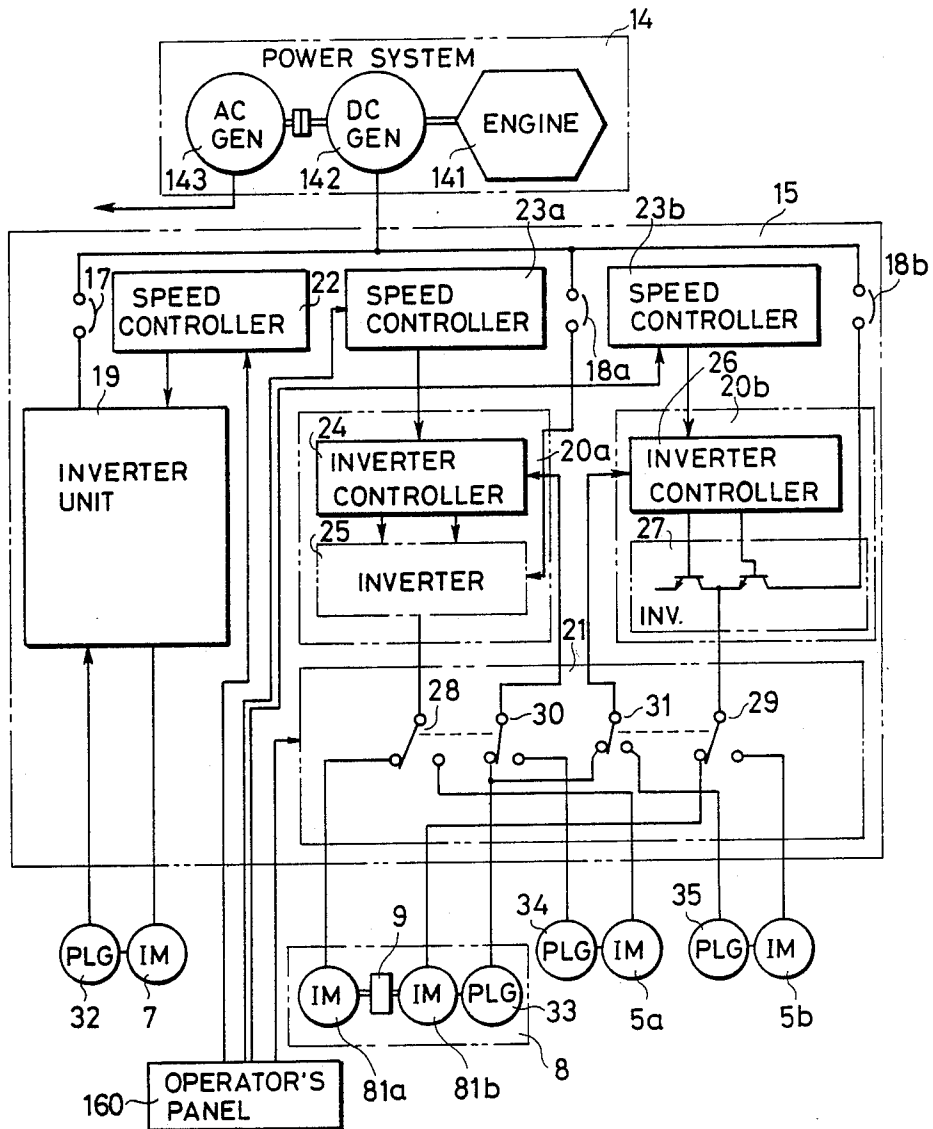 14
POWER SYSTEM
AC
GEN
DC
GEN
ENGINE
143
142
141
23a
23b
15
17
SPEED
CONTROLLER
22
SPEED
CONTROLLER
18a
SPEED
CONTROLLER
18b
19
INVERTER
UNIT
24
INVERTER
CONTROLLER
20a
26
20b
INVERTER
CONTROLLER
25
INVERTER
27
INV.
21
28
30
31
29
PLG
IM
32
7
9
IM
IM
PLG
33
81a
81b
8
34
PLG
IM
5a
35
PLG
IM
5b
160
OPERATOR'S
PANEL